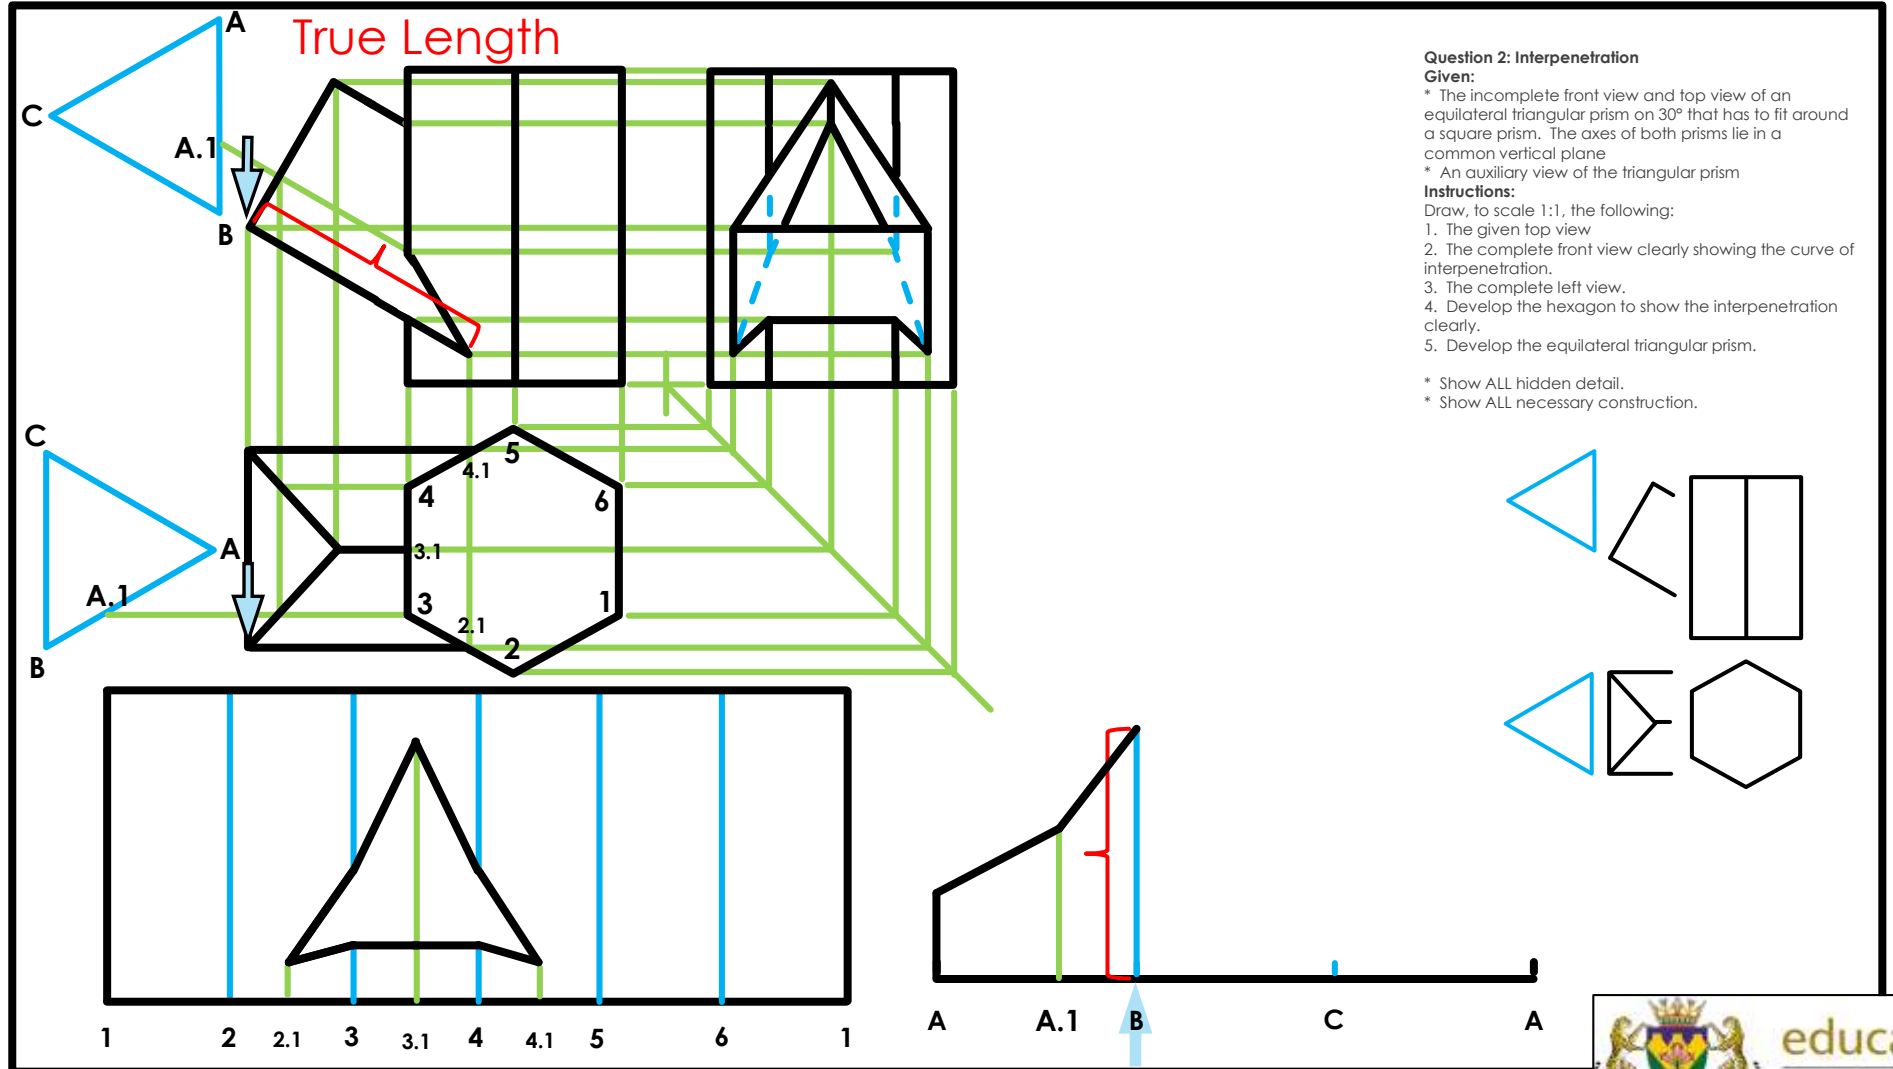 True Length
A
C
A.1
B
Question 2: Interpenetration
Given:
* The incomplete front view and top view of an
equilateral triangular prism on 30° that has to fit around
a square prism. The axes of both prisms lie in a
common vertical plane
* An auxiliary view of the triangular prism
Instructions:
Draw, to scale 1:1, the following:
1. The given top view
2. The complete front view clearly showing the curve of
interpenetration.
3. The complete left view.
4. Develop the hexagon to show the interpenetration
clearly.
5. Develop the equilateral triangular prism.
* Show ALL hidden detail.
* Show ALL necessary construction.
C
A
A.1
B
5
4.1
4
6
3.1
3
1
2.1
2
1 2 2.1 3 3.1 4 4.1 5 6 1
A A.1 B C A
educa